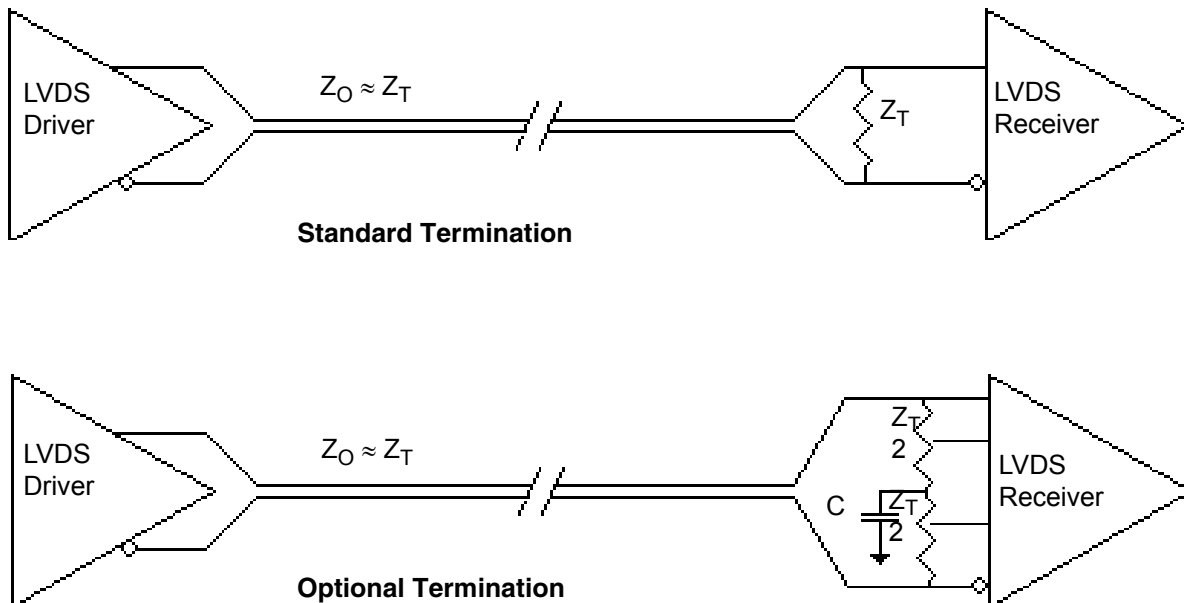 LVDS
Driver
Z_O ≈ Z_T
Z_T
LVDS
Receiver
Standard Termination
LVDS
Driver
Z_O ≈ Z_T
Z_T
2
C
Z_T
2
LVDS
Receiver
Optional Termination